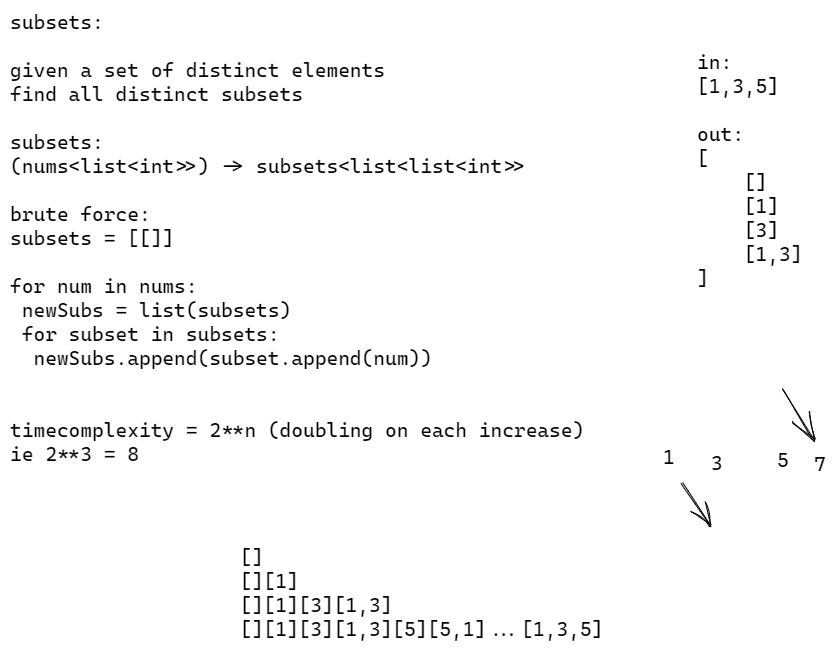 subsets:
given a set of distinct elements
find all distinct subsets
subsets:
(nums<list<int>>) -> subsets<list<list<int>>
brute force:
subsets = [[]]
for num in nums:
 newSubs = list(subsets)
 for subset in subsets:
  newSubs.append(subset.append(num))
timecomplexity = 2**n (doubling on each increase)
ie 2**3 = 8
in:
[1,3,5]
out:
[
    []
    [1]
    [3]
    [1,3]
]
1 3 5 7
[]
[][1]
[][1][3][1,3]
[][1][3][1,3][5][5,1]...[1,3,5]